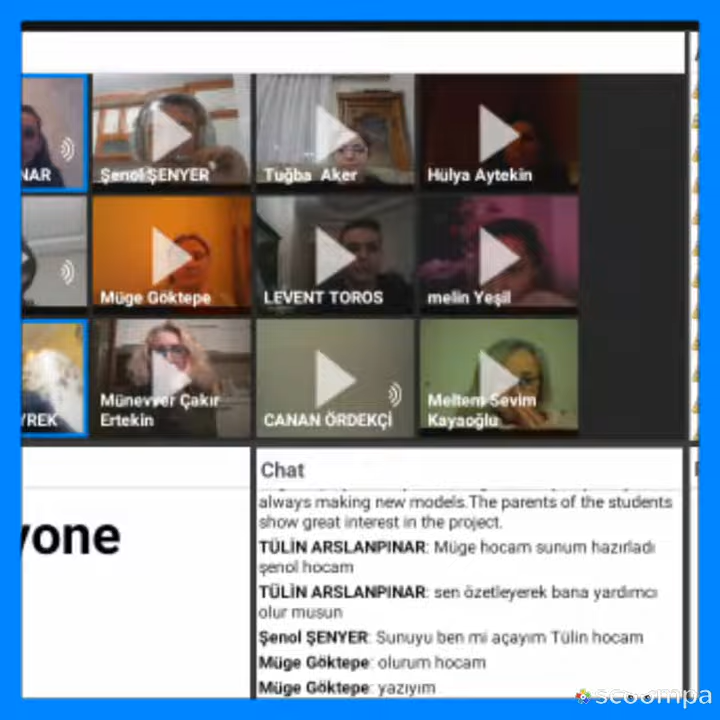 NAR
Şenol ŞENYER
Tuğba Aker
Hülya Aytekin
Müge Göktepe
LEVENT TOROS
melin Yeşil
YREK
Münevver Çakır
Ertekin
CANAN ÖRDEKÇİ
Meltem Sevim
Kayaoğlu
yone
Chat
always making new models.The parents of the students
show great interest in the project.
TÜLİN ARSLANPINAR: Müge hocam sunum hazırladı
şenol hocam
TÜLİN ARSLANPINAR: sen özetleyerek bana yardımcı
olur musun
Şenol ŞENYER: Sunuyu ben mi açayım Tülin hocam
Müge Göktepe: olurum hocam
Müge Göktepe: yazıyım
scoompa